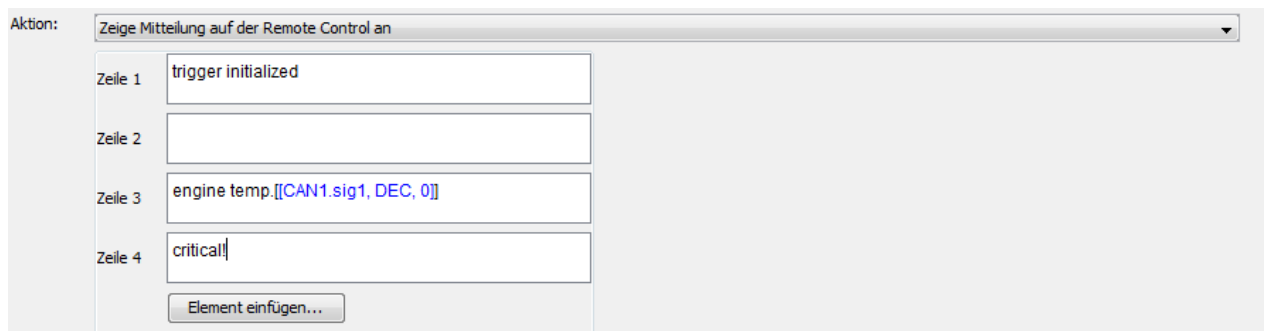 Aktion: Zeige Mitteilung auf der Remote Control an
Zeile 1 trigger initialized
Zeile 2
Zeile 3 engine temp.[[CAN1.sig1, DEC, 0]]
Zeile 4 critical!
Element einfügen...